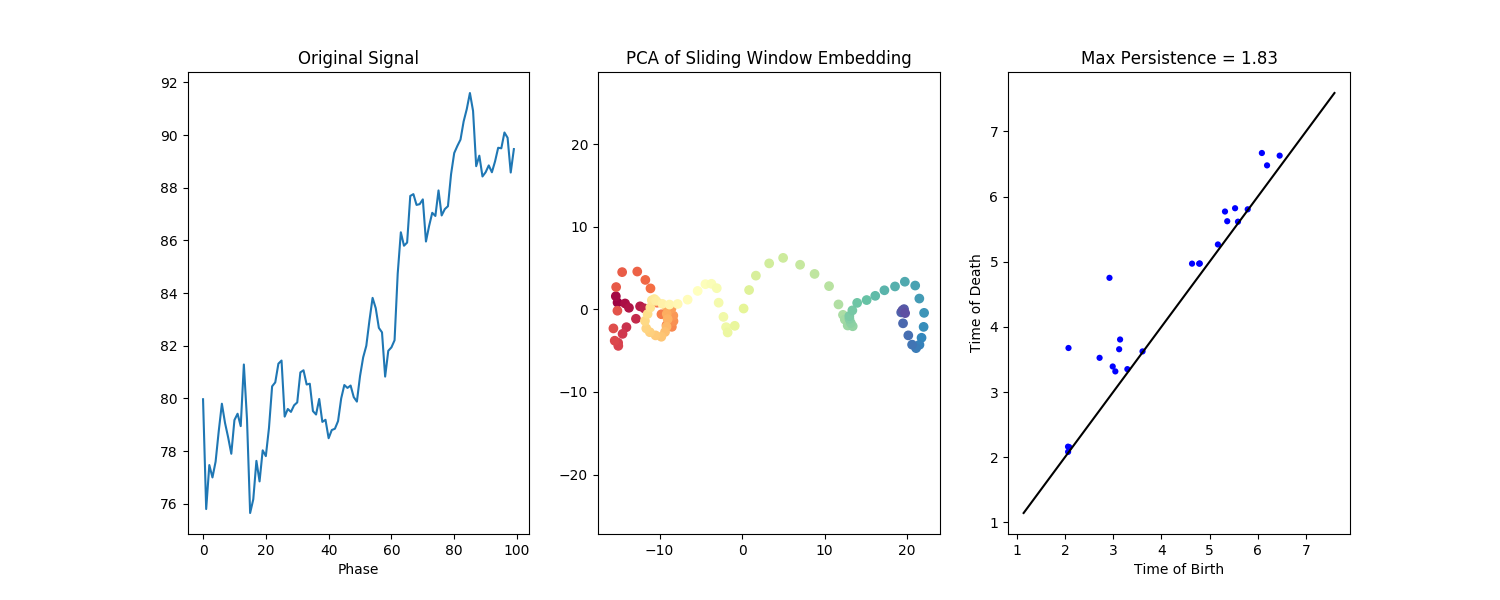 Original Signal
92
90
88
86
84
82
80
78
76
0 20 40 60 80 100
Phase
PCA of Sliding Window Embedding
20
10
0
−10
−20
−10 0 10 20
Max Persistence = 1.83
Time of Death
7
6
5
4
3
2
1
1 2 3 4 5 6 7
Time of Birth